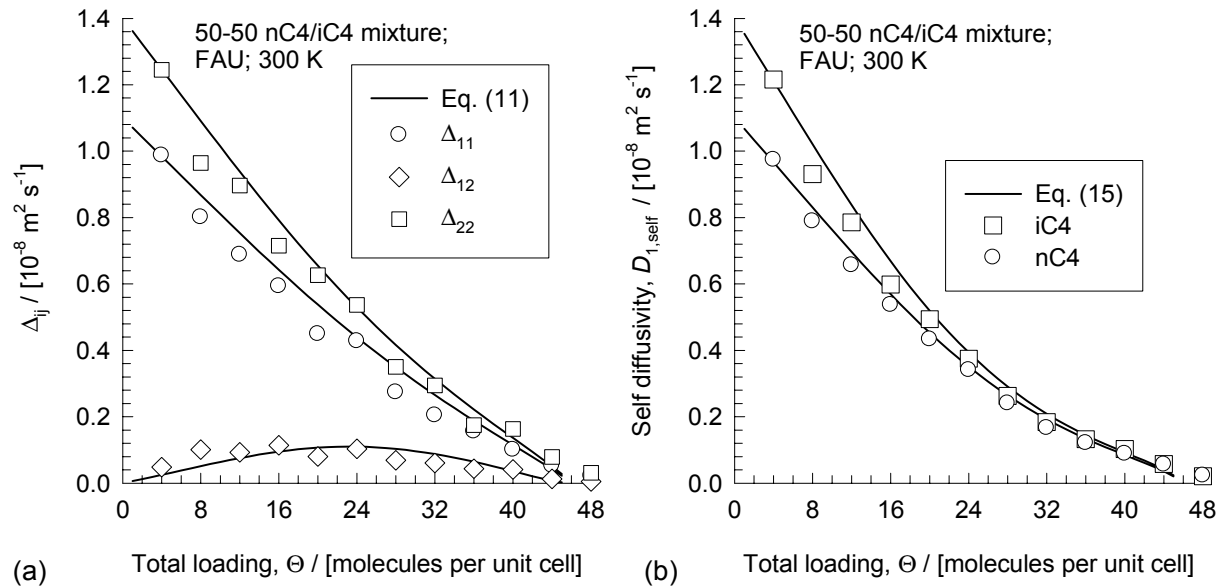 50-50 nC4/iC4 mixture;
FAU; 300 K
Eq. (11)
Δ11
Δ12
Δ22
1.4
1.2
1.0
0.8
0.6
0.4
0.2
0.0
Δij / [10-8 m2 s-1]
0 8 16 24 32 40 48
(a) Total loading, Θ / [molecules per unit cell]
50-50 nC4/iC4 mixture;
FAU; 300 K
Eq. (15)
iC4
nC4
1.4
1.2
1.0
0.8
0.6
0.4
0.2
0.0
Self diffusivity, D1,self / [10-8 m2 s-1]
0 8 16 24 32 40 48
(b) Total loading, Θ / [molecules per unit cell]